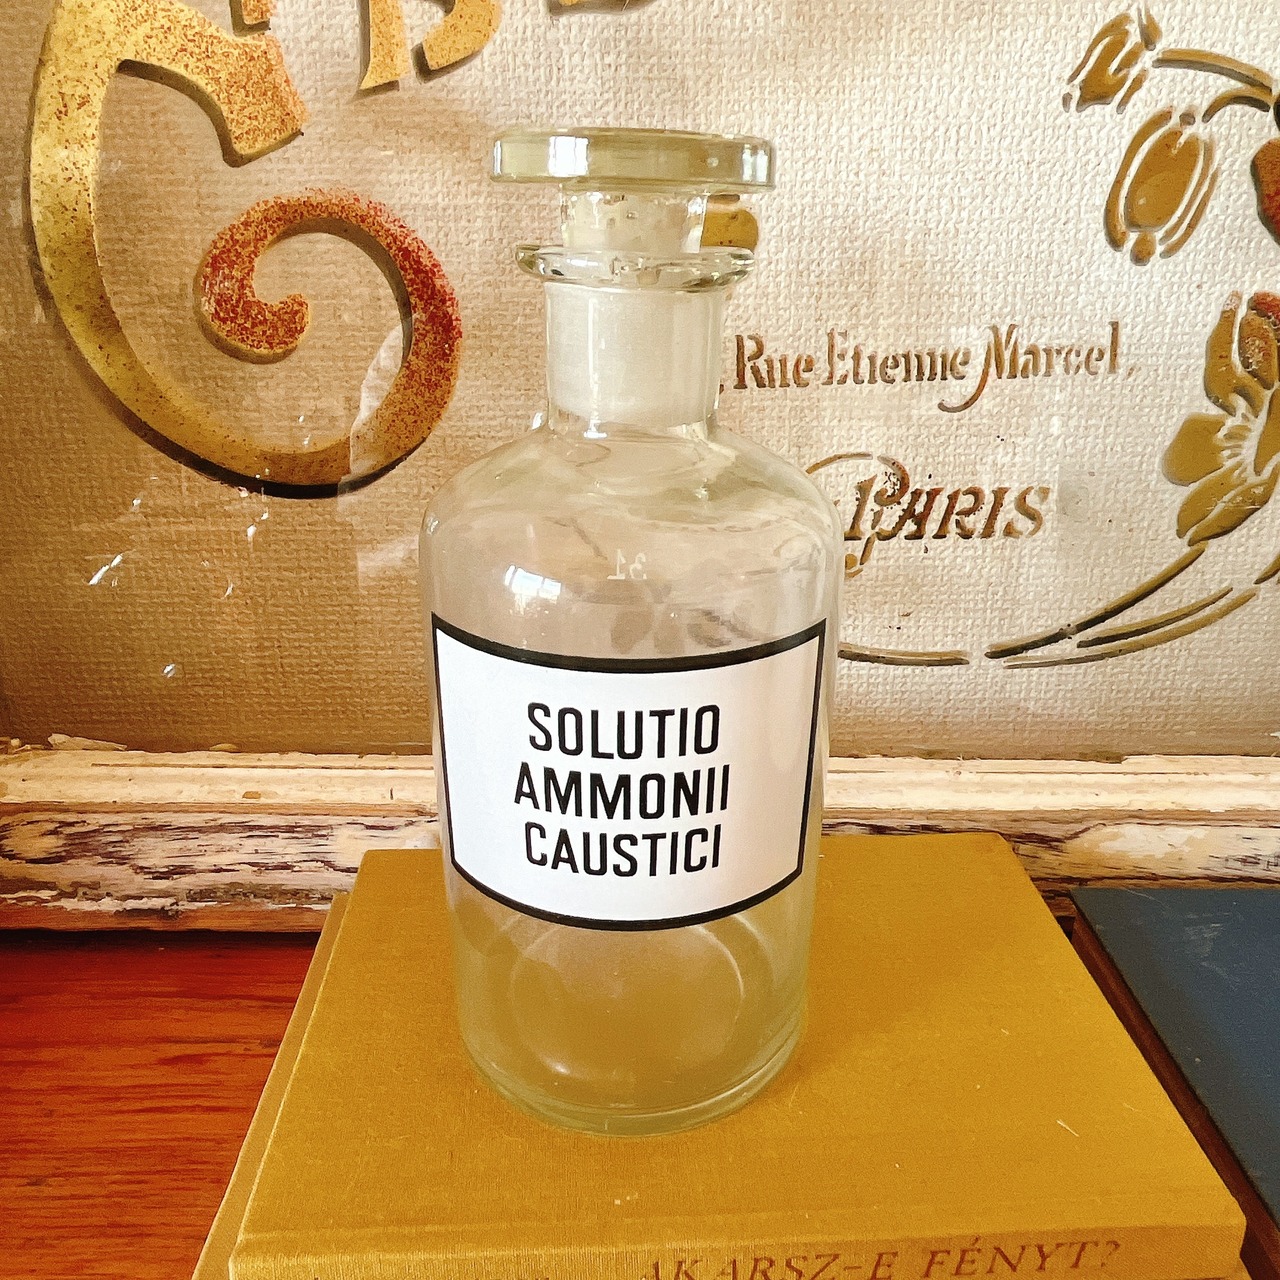 , Rue Etienne Marcel,
PARIS
SOLUTIO
AMMONII
CAUSTICI
AKARSZ-E FÉNYT?